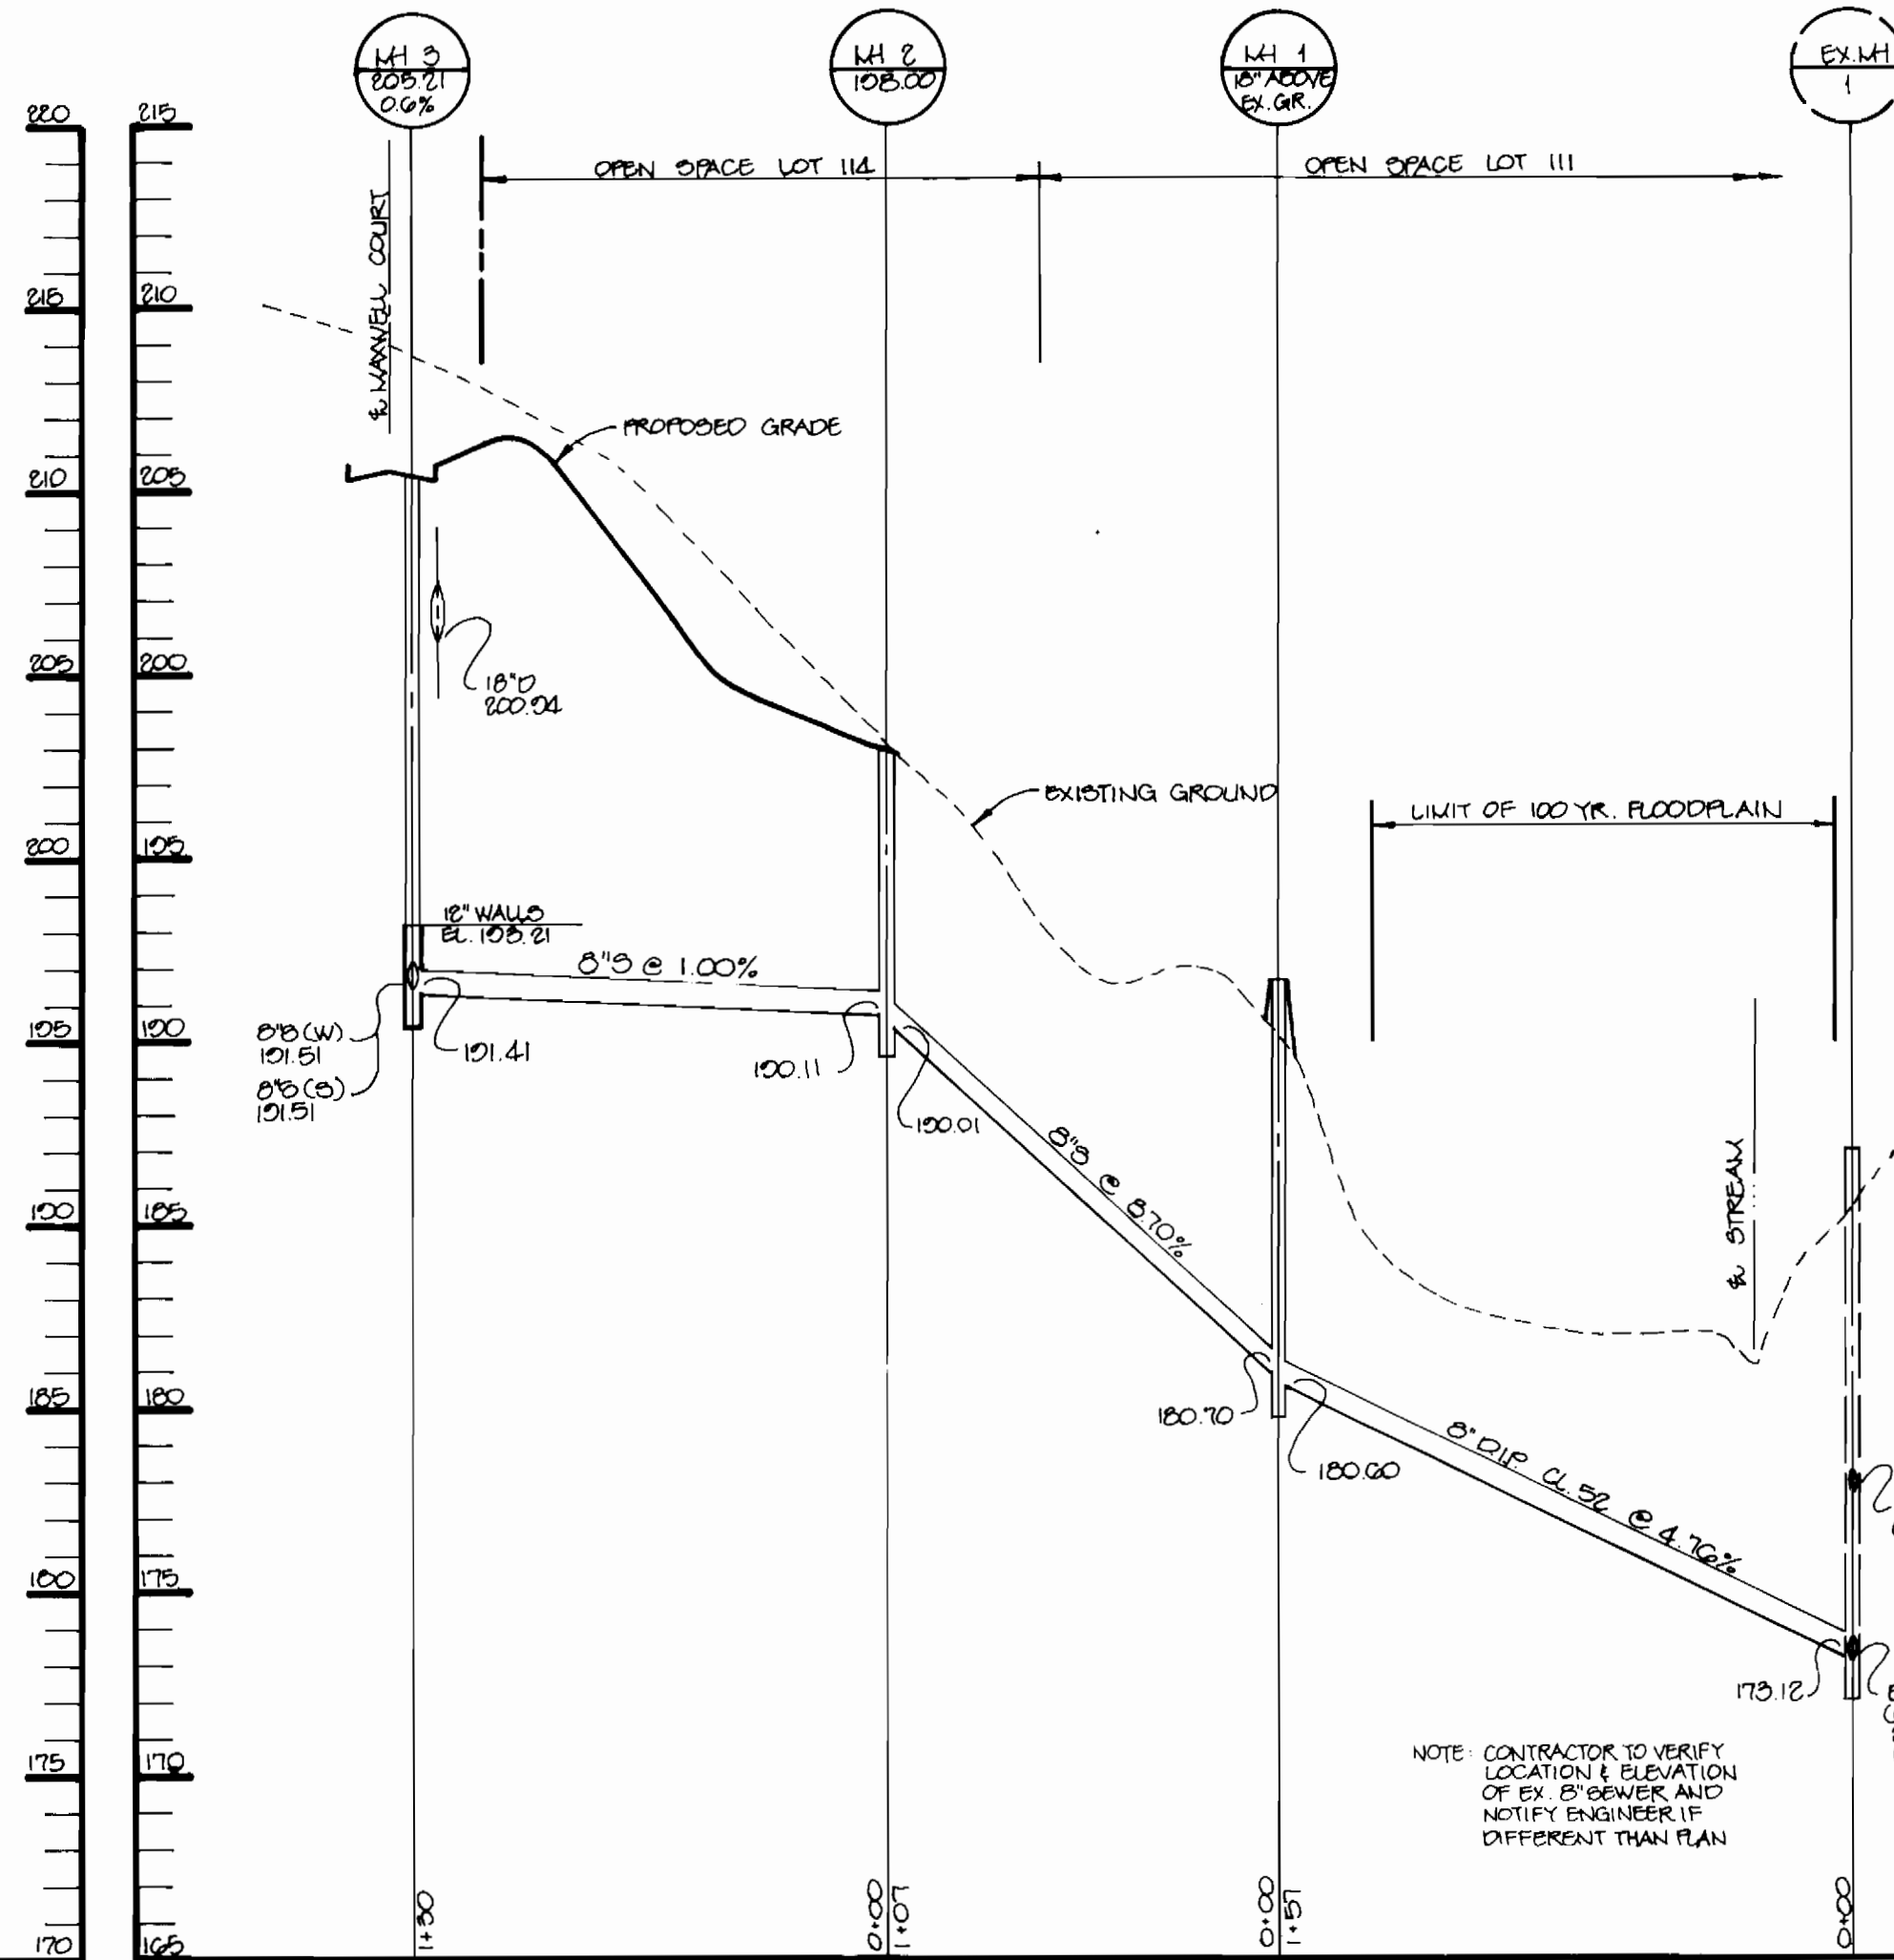 MH 3
205.21
0.6%
MH 2
198.00
MH 1
18" ABOVE
EX. GR.
EX. MH
1
220
215
210
205
200
195
190
185
180
175
170
215
210
205
200
195
190
185
180
175
170
165
℄ MAXWELL COURT
OPEN SPACE LOT 114
OPEN SPACE LOT 111
PROPOSED GRADE
18"D
200.94
EXISTING GROUND
LIMIT OF 100 YR. FLOODPLAIN
12" WALLS
EL. 193.21
8"S @ 1.00%
8"S (W)
191.51
8"S (S)
191.51
191.41
190.11
190.01
8"S @ 8.70%
℄ STREAM
180.70
180.60
8" D.I.P. CL. 52 @ 4.76%
173.12
NOTE: CONTRACTOR TO VERIFY
LOCATION & ELEVATION
OF EX. 8" SEWER AND
NOTIFY ENGINEER IF
DIFFERENT THAN PLAN
1+30
0+00
1+07
0+00
1+57
0+00